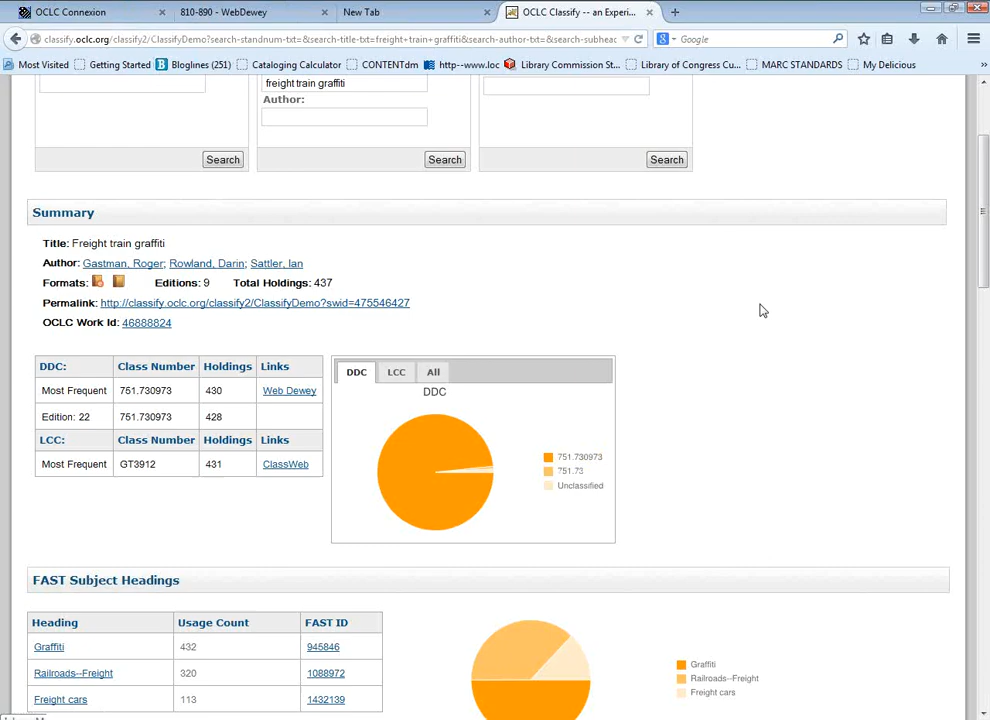 OCLC Connexion × 810-890 - WebDewey × New Tab × OCLC Classify -- an Experi... × +
classify.oclc.org/classify2/ClassifyDemo?search-standnum-txt=&search-title-txt=freight+train+graffiti&search-author-txt=&search-subhead Google
Most Visited Getting Started Bloglines (251) Cataloging Calculator CONTENTdm http--www.loc Library Commission St... Library of Congress Cu... MARC STANDARDS My Delicious »
freight train graffiti
Author:
Search Search Search
Summary
Title: Freight train graffiti
Author: Gastman, Roger; Rowland, Darin; Sattler, Ian
Formats: Editions: 9 Total Holdings: 437
Permalink: http://classify.oclc.org/classify2/ClassifyDemo?swid=475546427
OCLC Work Id: 46888824
DDC: Class Number Holdings Links
Most Frequent 751.730973 430 Web Dewey
Edition: 22 751.730973 428
LCC: Class Number Holdings Links
Most Frequent GT3912 431 ClassWeb
DDC LCC All
DDC
751.730973
751.73
Unclassified
FAST Subject Headings
Heading Usage Count FAST ID
Graffiti 432 945846
Railroads--Freight 320 1088972
Freight cars 113 1432139
Graffiti
Railroads--Freight
Freight cars